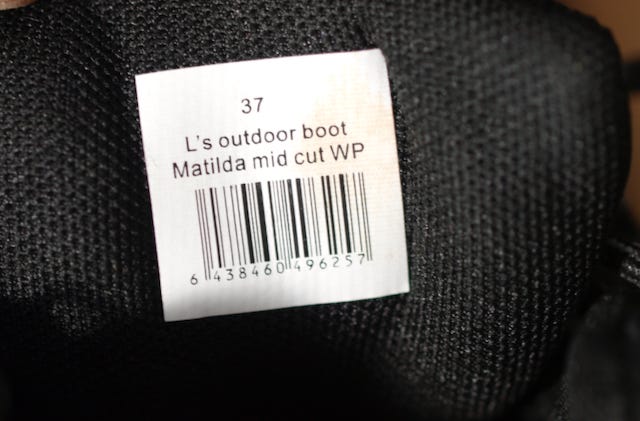 37
L's outdoor boot
Matilda mid cut WP
6 438460 496257